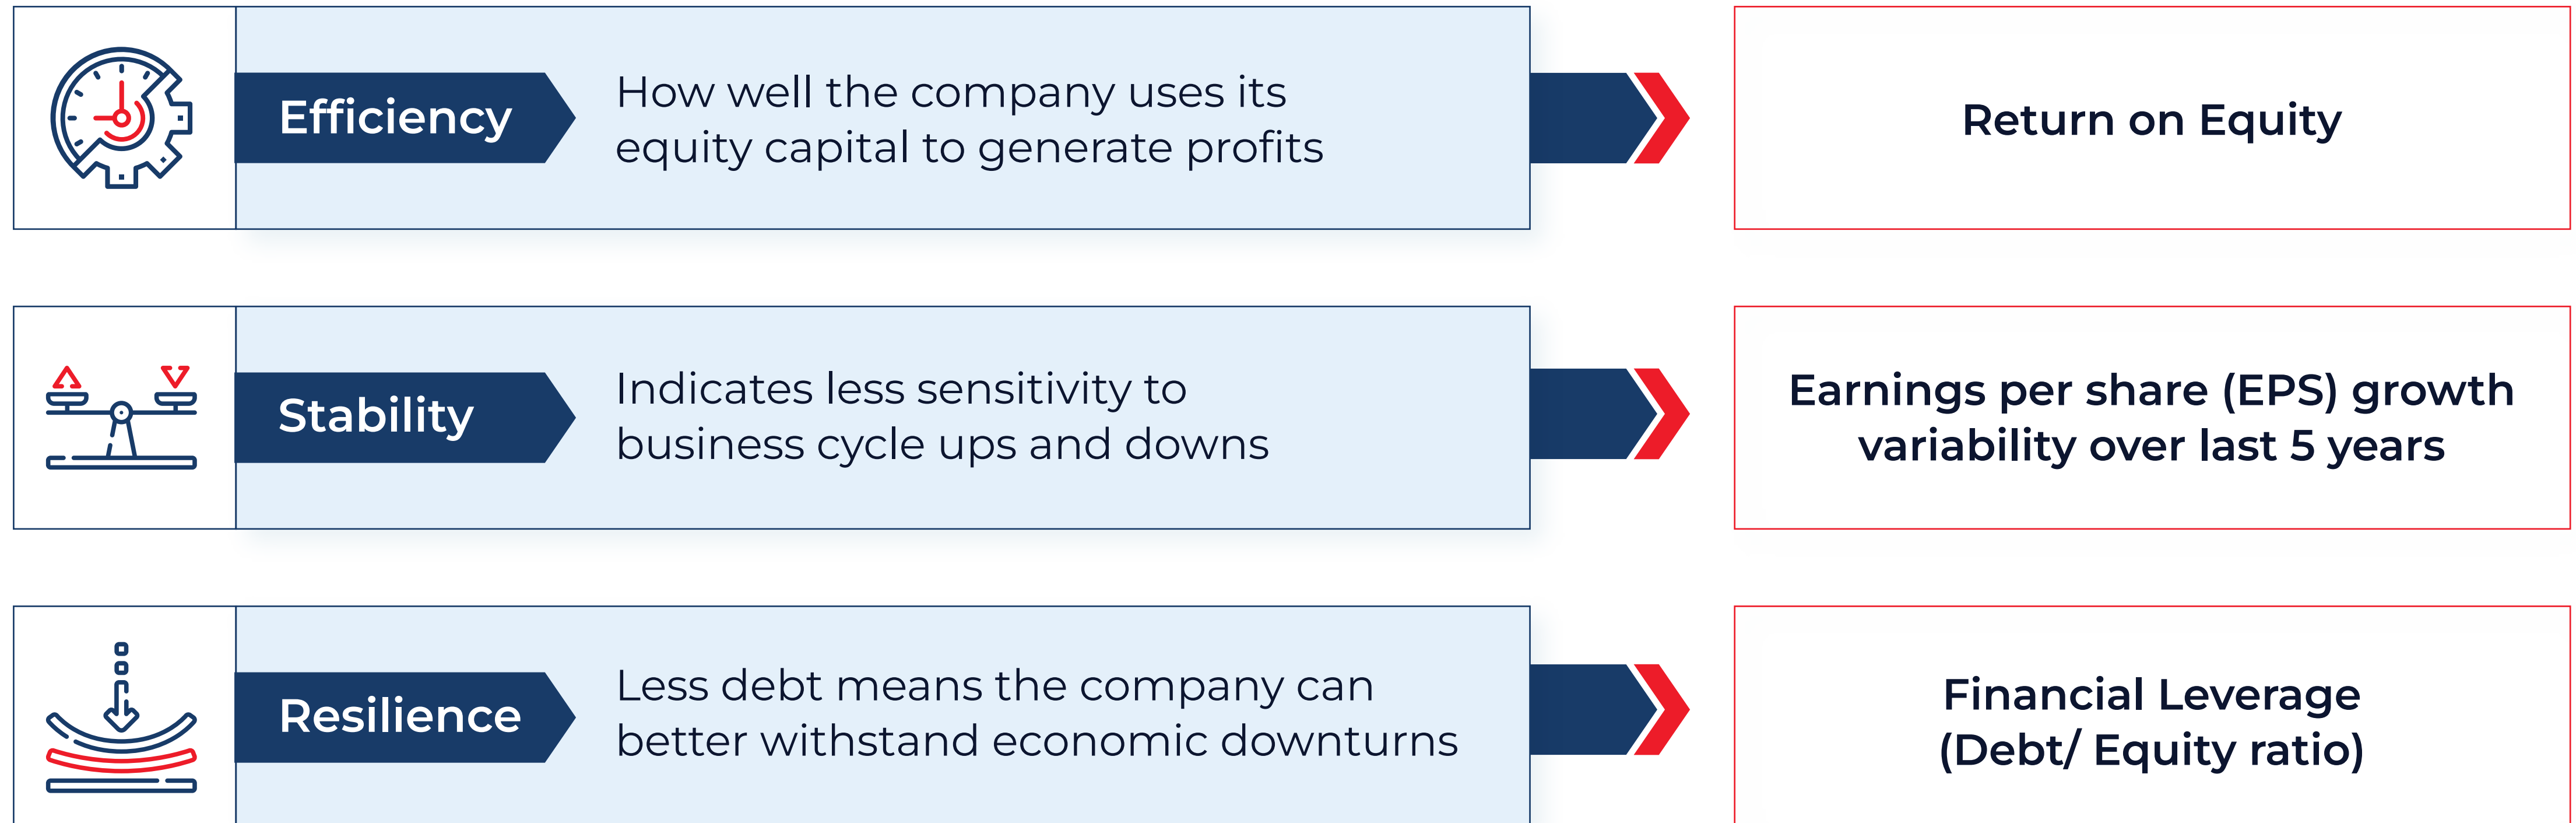 Efficiency
How well the company uses its
equity capital to generate profits
Return on Equity
Stability
Indicates less sensitivity to
business cycle ups and downs
Earnings per share (EPS) growth
variability over last 5 years
Resilience
Less debt means the company can
better withstand economic downturns
Financial Leverage
(Debt/ Equity ratio)